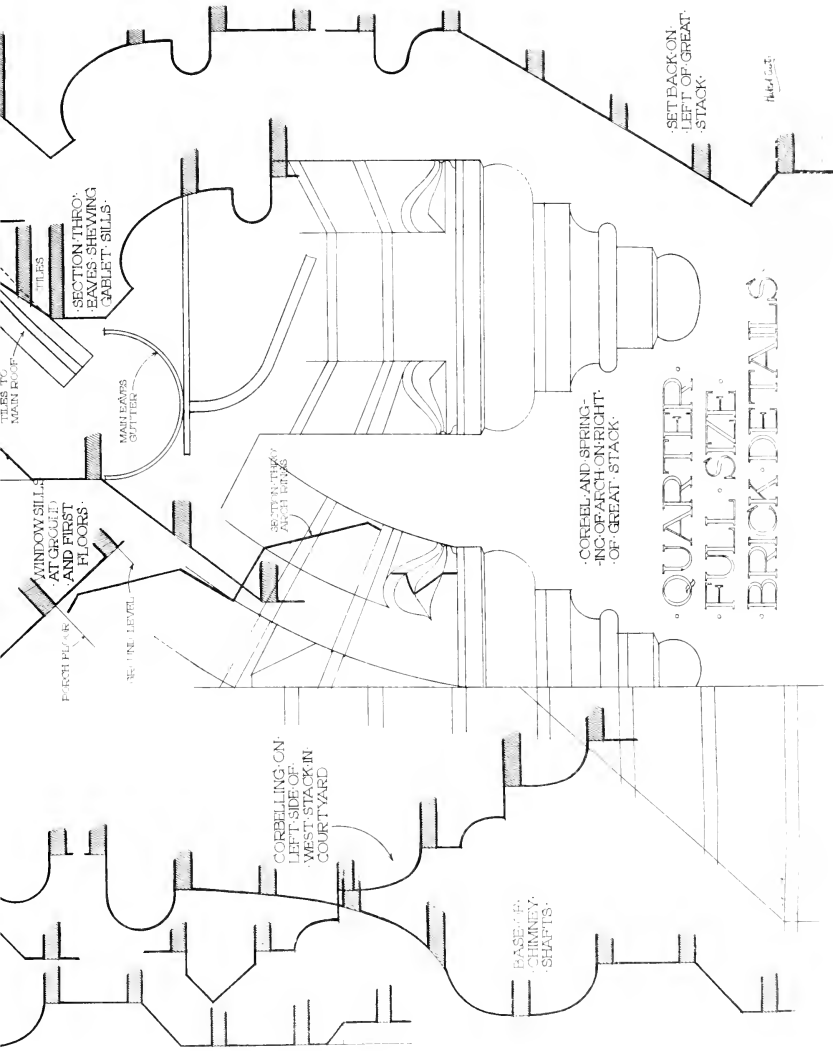 ·SET·BACK·ON·
·LEFT·OF·GREAT·
·STACK·
·SECTION·THRO'·
·EAVES·SHEWING
GABLET·SILLS·
TILES
TILES TO
MAIN ROOF
MAIN EAVES
GUTTER
WINDOW SILLS
·AT·GROUND
·AND·FIRST
FLOORS·
PORCH FLOOR
GROUND LEVEL
SECTION THRO'
ARCH RINGS
·CORBEL·AND·SPRING-
-ING·OF·ARCH·ON·RIGHT·
·OF·GREAT·STACK·
·QUARTER·
·FULL·SIZE·
·BRICK·DETAILS·
CORBELLING·ON·
LEFT·SIDE·OF·
·WEST·STACK·IN·
COURTYARD
·BASE·OF·
·CHIMNEY·
·SHAFTS·